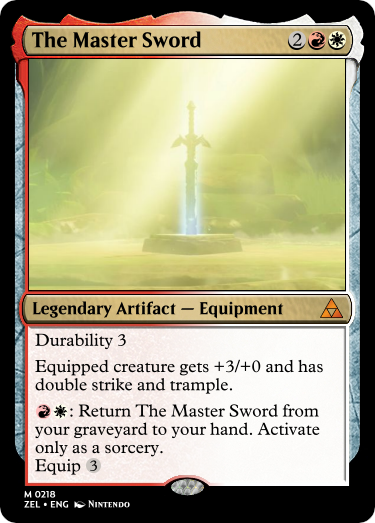 The Master Sword 2
Legendary Artifact — Equipment
Durability 3
Equipped creature gets +3/+0 and has
double strike and trample.
: Return The Master Sword from
your graveyard to your hand. Activate
only as a sorcery.
Equip 3
M 0218
ZEL • ENG Nintendo